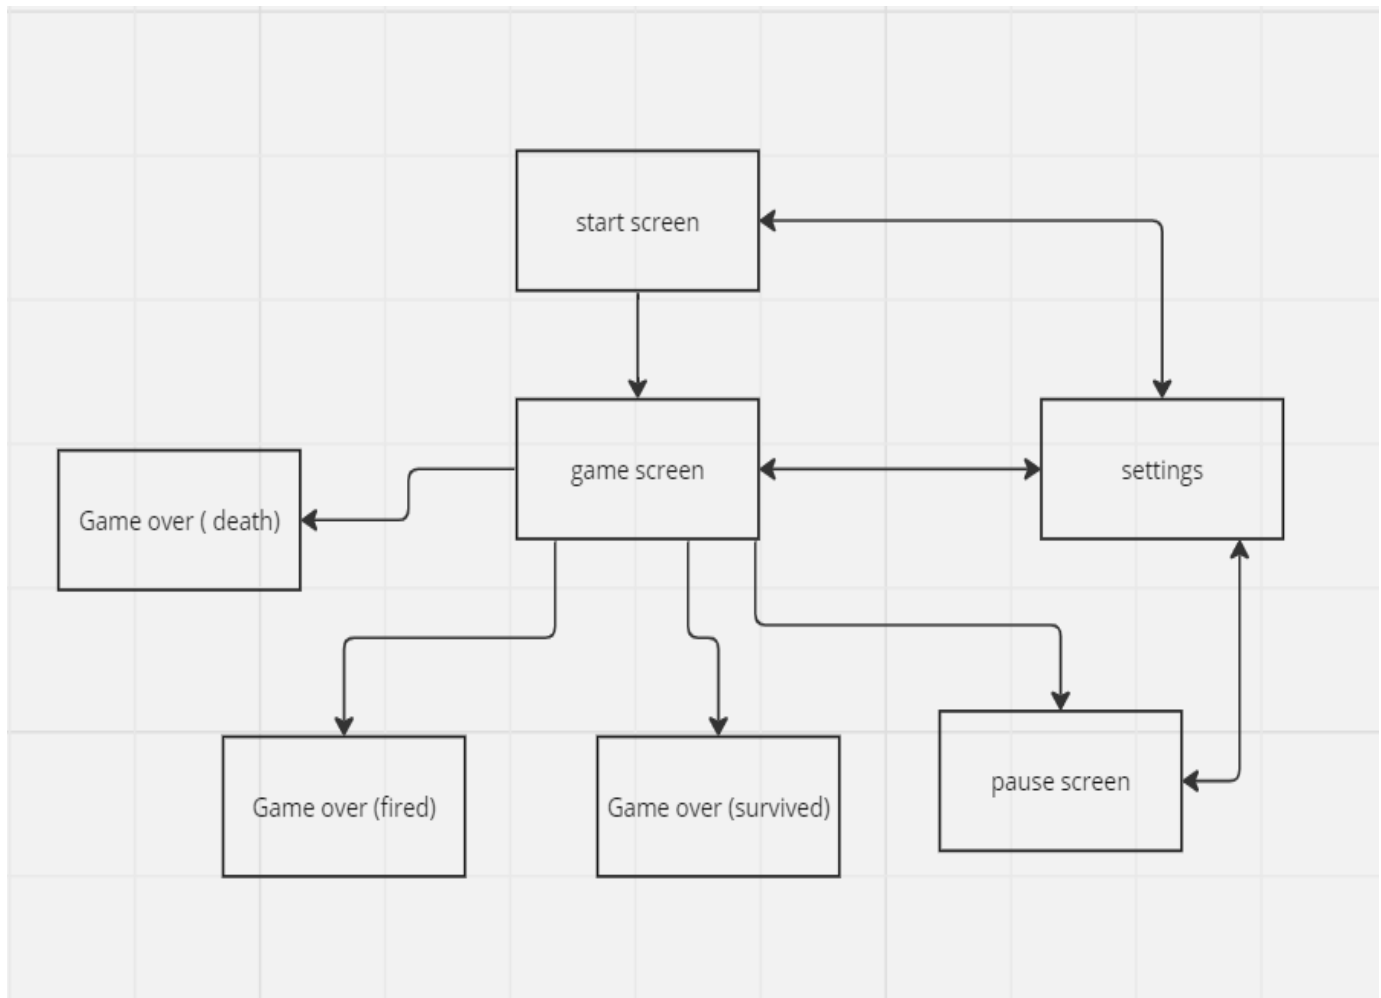 start screen
game screen
settings
Game over ( death)
pause screen
Game over (fired)
Game over (survived)